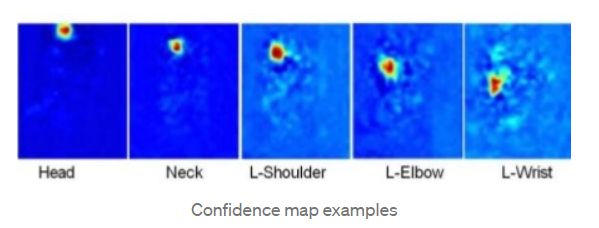 Head Neck L-Shoulder L-Elbow L-Wrist
Confidence map examples